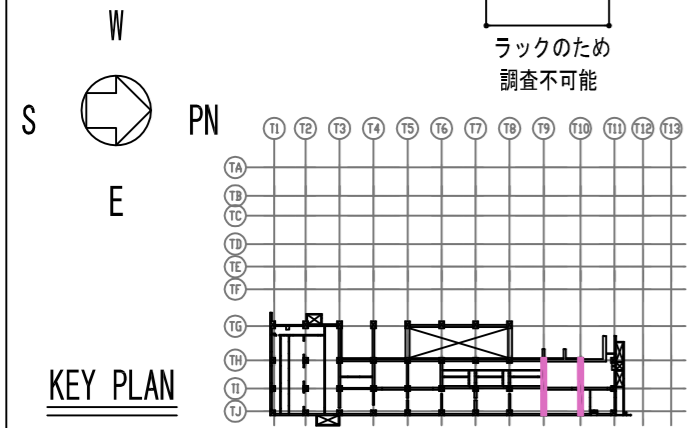 W
S
PN
E
ラックのため
調査不可能
T1 T2 T3 T4 T5 T6 T7 T8 T9 T10 T11 T12 T13
TA
TB
TC
TD
TE
TF
TG
TH
TI
TJ
KEY PLAN